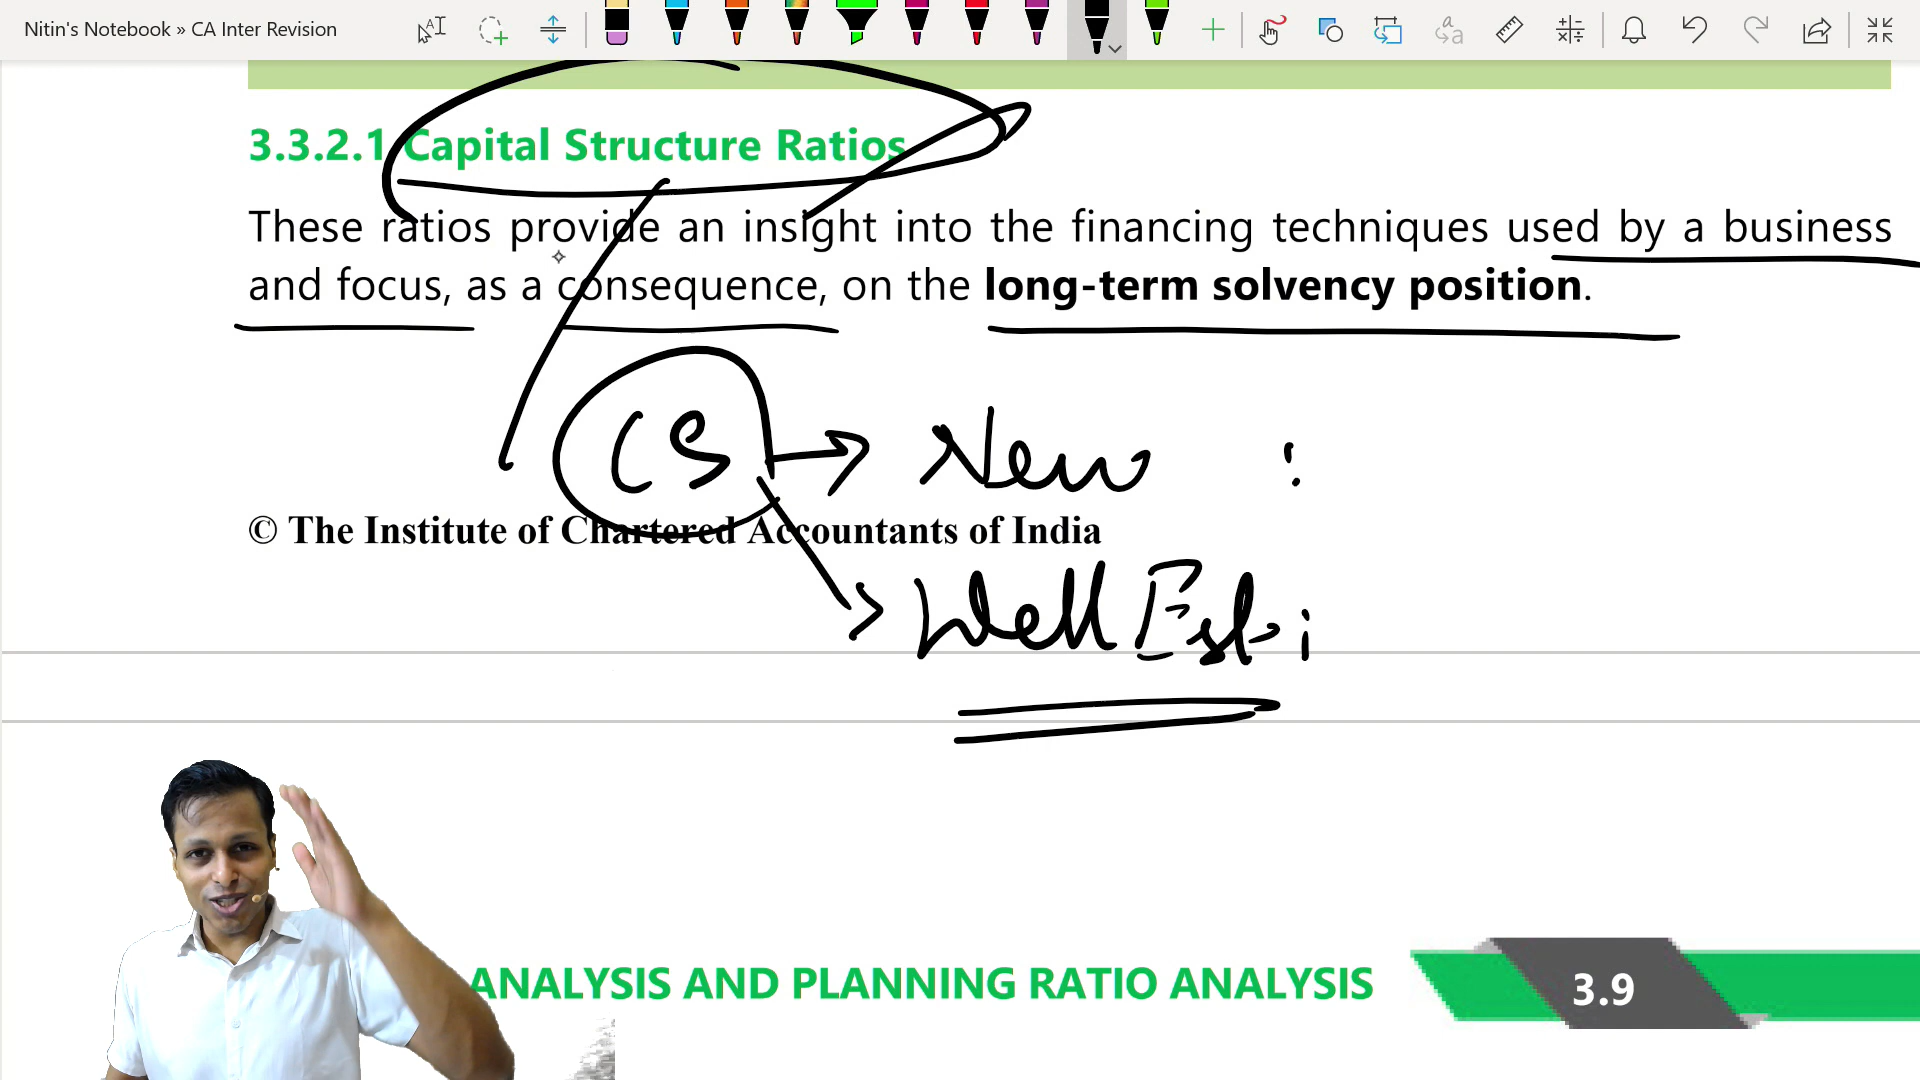 Nitin's Notebook » CA Inter Revision
3.3.2.1 Capital Structure Ratios
These ratios provide an insight into the financing techniques used by a business
and focus, as a consequence, on the long-term solvency position.
CS → New :
© The Institute of Chartered Accountants of India
Well
ANALYSIS AND PLANNING RATIO ANALYSIS
3.9